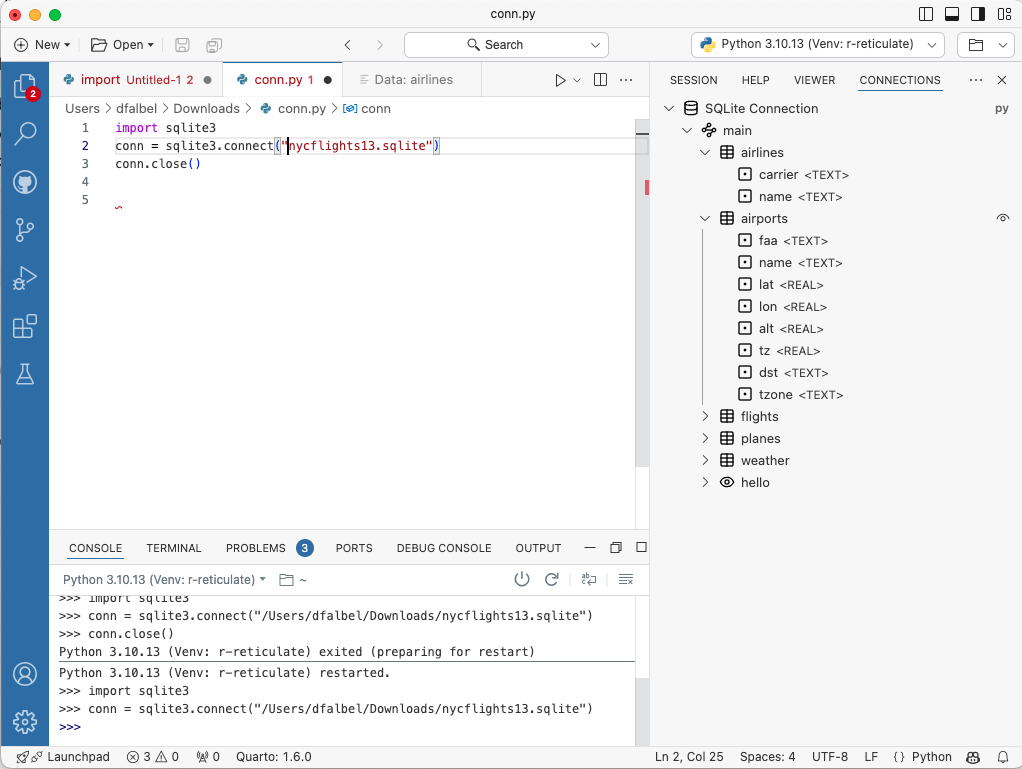 conn.py
New
Open
Search
Python 3.10.13 (Venv: r-reticulate)
2
import Untitled-1 2
conn.py 1
Data: airlines
Users > dfalbel > Downloads > conn.py > conn
1 import sqlite3
2 conn = sqlite3.connect("nycflights13.sqlite")
3 conn.close()
4
5
SESSION HELP VIEWER CONNECTIONS ...
SQLite Connection py
main
airlines
carrier <TEXT>
name <TEXT>
airports
faa <TEXT>
name <TEXT>
lat <REAL>
lon <REAL>
alt <REAL>
tz <REAL>
dst <TEXT>
tzone <TEXT>
flights
planes
weather
hello
CONSOLE TERMINAL PROBLEMS 3 PORTS DEBUG CONSOLE OUTPUT
Python 3.10.13 (Venv: r-reticulate) ~
>>> import sqlite3
>>> conn = sqlite3.connect("/Users/dfalbel/Downloads/nycflights13.sqlite")
>>> conn.close()
Python 3.10.13 (Venv: r-reticulate) exited (preparing for restart)
Python 3.10.13 (Venv: r-reticulate) restarted.
>>> import sqlite3
>>> conn = sqlite3.connect("/Users/dfalbel/Downloads/nycflights13.sqlite")
>>>
Launchpad 3 0 0 Quarto: 1.6.0 Ln 2, Col 25 Spaces: 4 UTF-8 LF {} Python